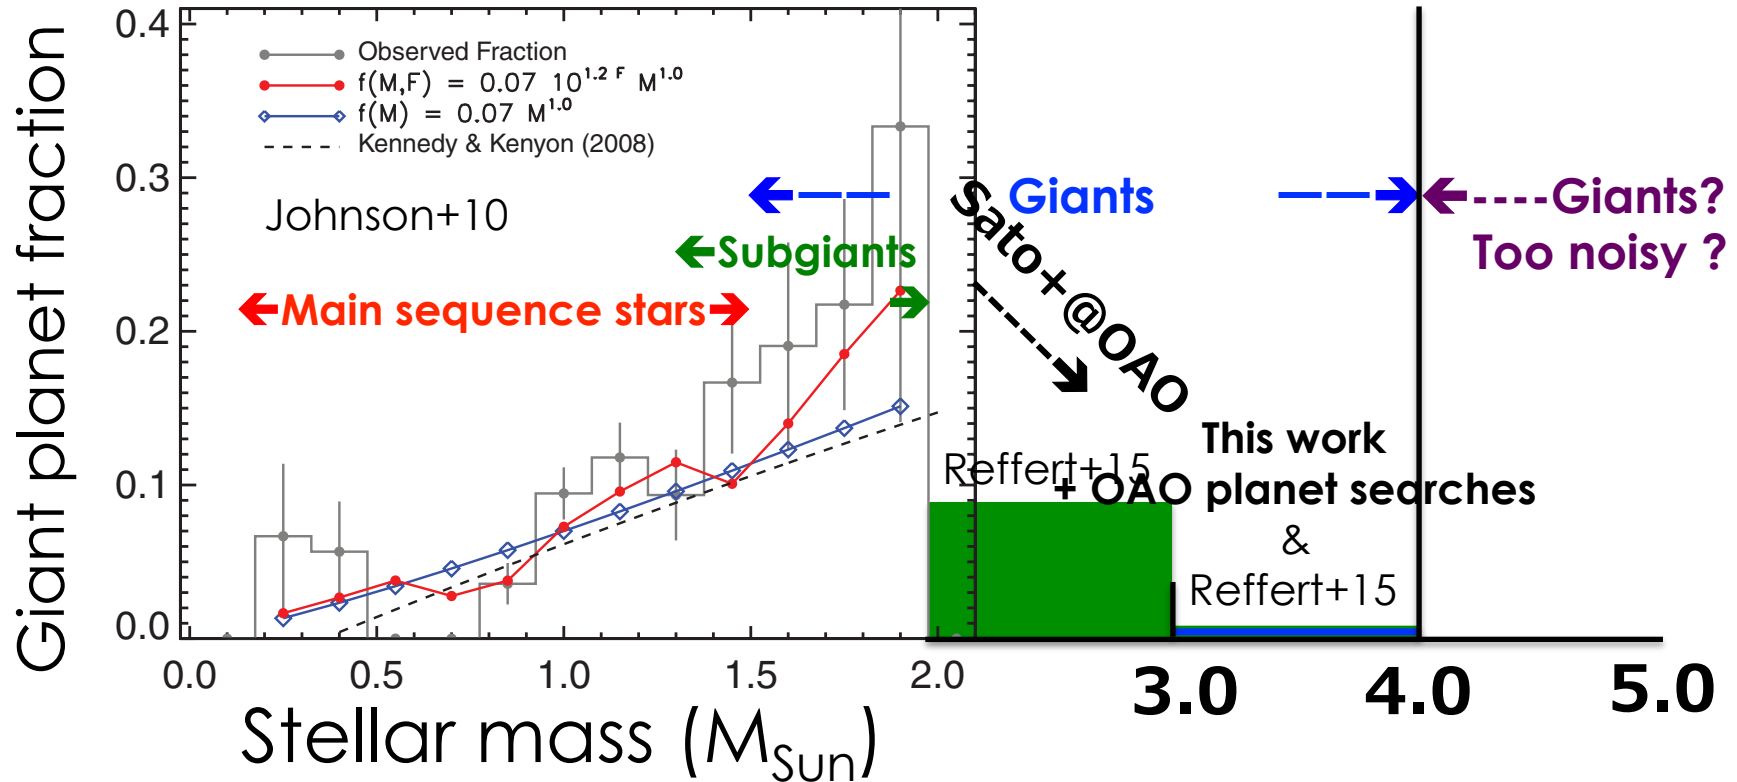 Giant planet fraction
0.4
0.3
0.2
0.1
0.0
Observed Fraction
f(M,F) = 0.07 10^1.2 F M^1.0
f(M) = 0.07 M^1.0
Kennedy & Kenyon (2008)
Johnson+10
Giants
Subgiants
Main sequence stars
Sato+@OAO
----Giants?
Too noisy ?
This work
+ OAO planet searches
&
Reffert+15
Reffert+15
0.0 0.5 1.0 1.5 2.0 3.0 4.0 5.0
Stellar mass (M_Sun)